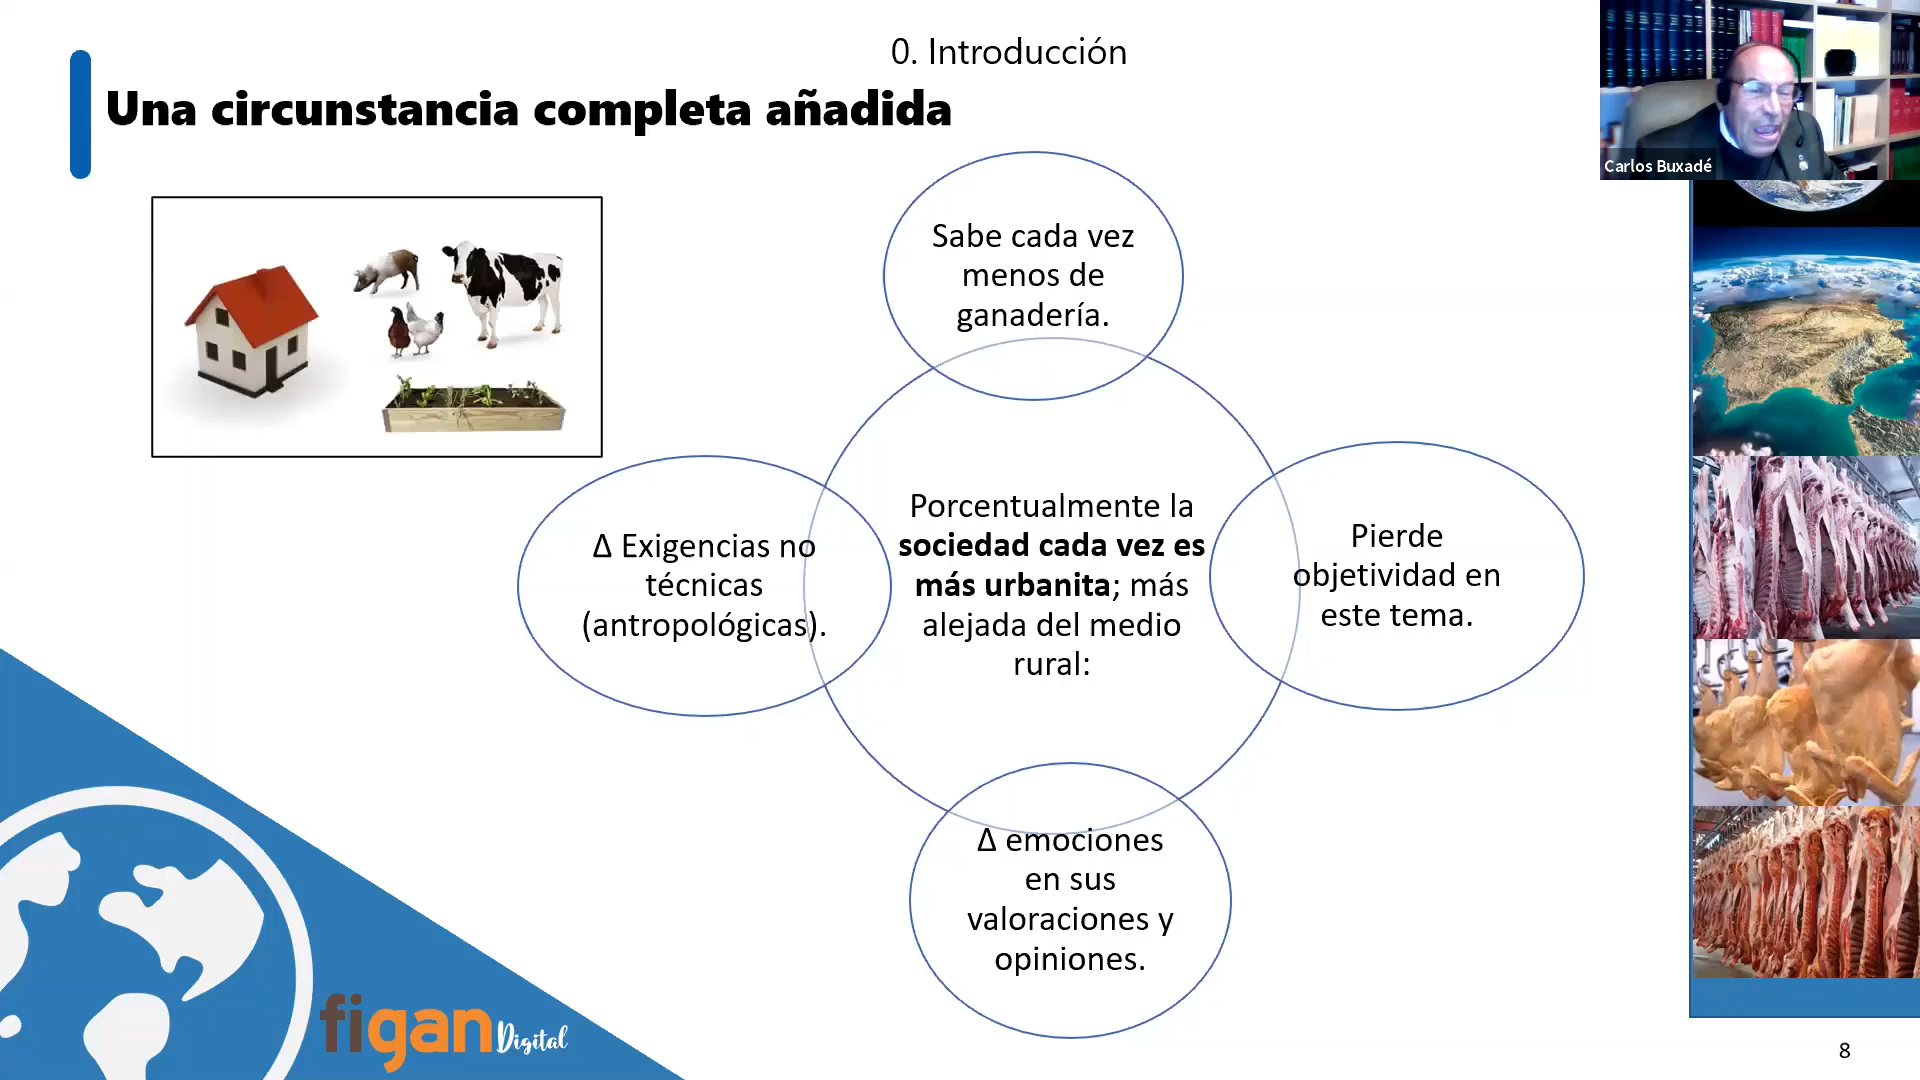 0. Introducción
Una circunstancia completa añadida
Carlos Buxadé
Sabe cada vez
menos de
ganadería.
Δ Exigencias no
técnicas
(antropológicas).
Porcentualmente la
sociedad cada vez es
más urbanita; más
alejada del medio
rural:
Pierde
objetividad en
este tema.
Δ emociones
en sus
valoraciones y
opiniones.
figan Digital
8